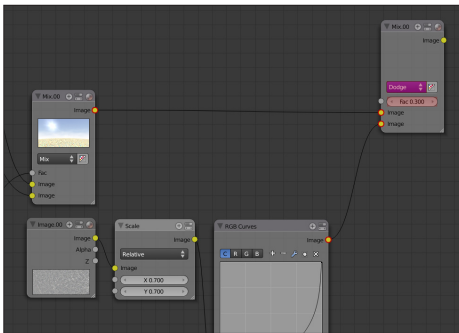 Mix.00
Image
Dodge
Fac 0.300
Image
Image
Mix.00
Image
Mix
Fac
Image
Image
Image.00
Image
Alpha
Z
Scale
Image
Relative
Image
X 0.700
Y 0.700
RGB Curves
Image
C R G B